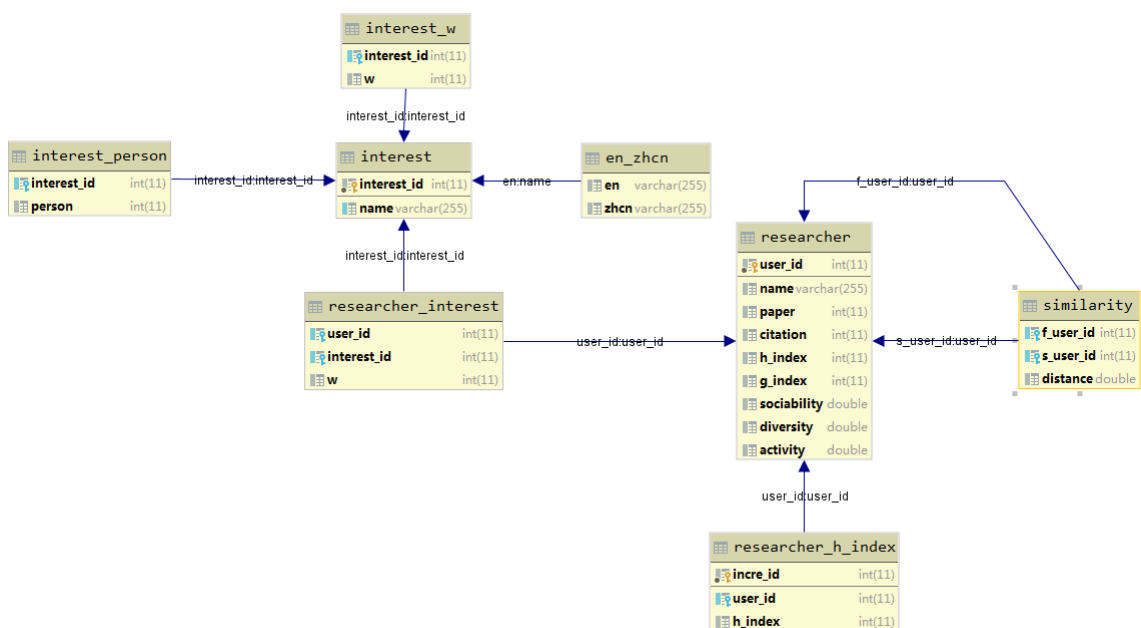 interest_w
interest_id int(11)
w int(11)
interest_id:interest_id
interest_person
interest_id int(11)
person int(11)
interest_id:interest_id
interest
interest_id int(11)
name varchar(255)
en:name
en_zhcn
en varchar(255)
zhcn varchar(255)
f_user_id:user_id
interest_id:interest_id
researcher
user_id int(11)
name varchar(255)
paper int(11)
citation int(11)
h_index int(11)
g_index int(11)
sociability double
diversity double
activity double
researcher_interest
user_id int(11)
interest_id int(11)
w int(11)
user_id:user_id
s_user_id:user_id
similarity
f_user_id int(11)
s_user_id int(11)
distance double
user_id:user_id
researcher_h_index
incre_id int(11)
user_id int(11)
h_index int(11)